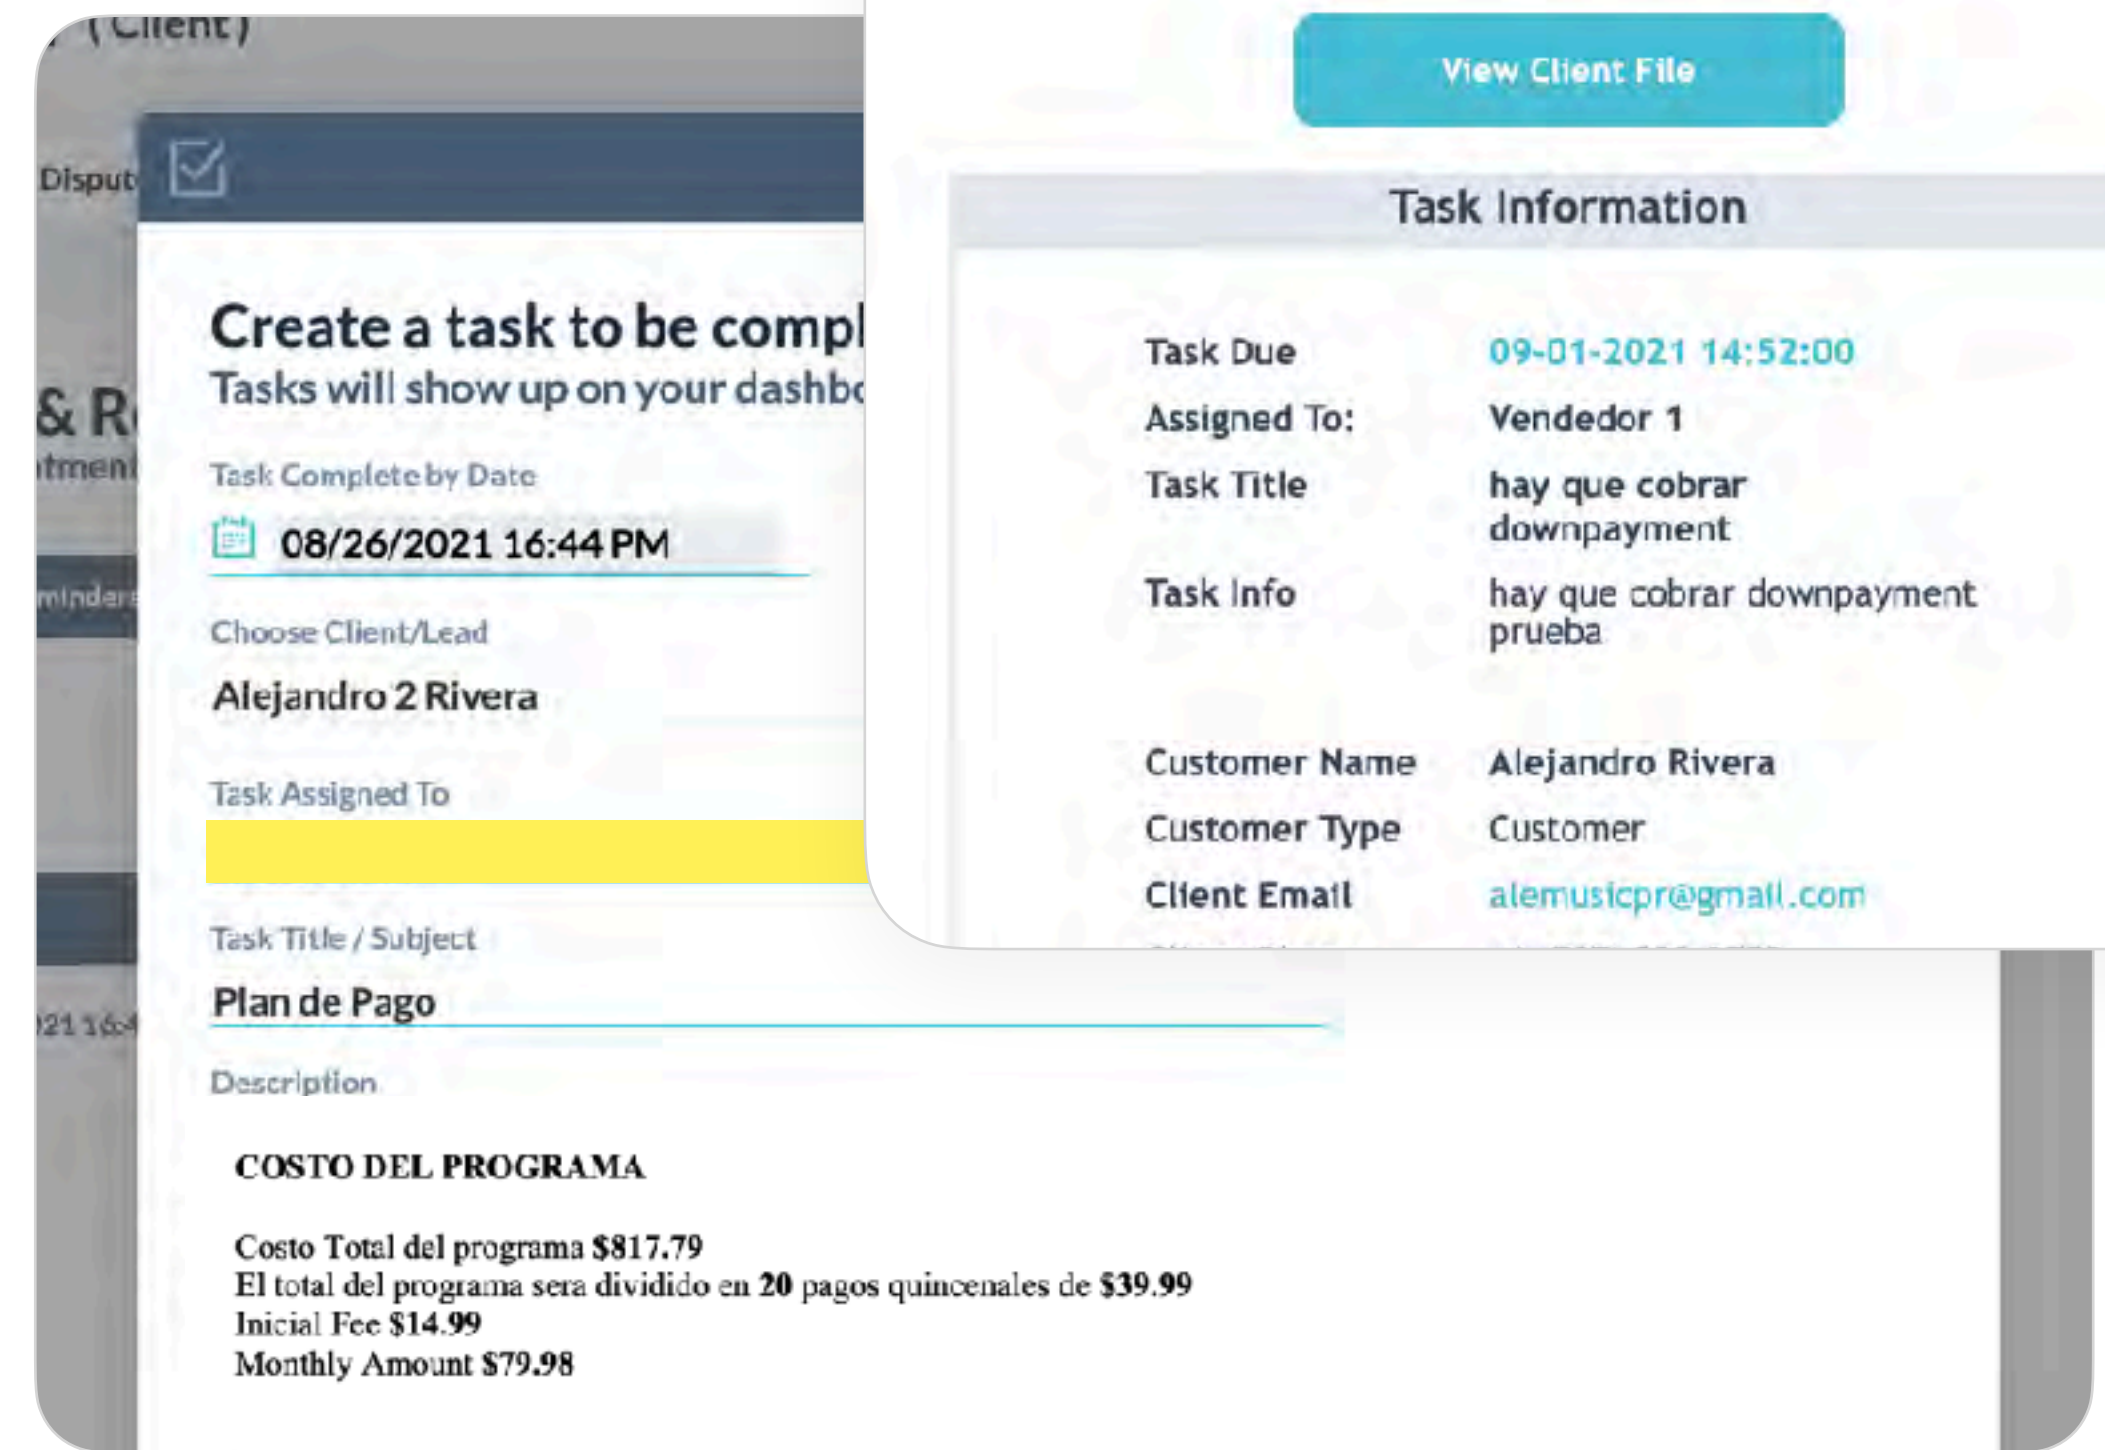 (Client)
Disput
& R
atment
minders
021 16:4
Create a task to be compl
Tasks will show up on your dashbo
Task Complete by Date
08/26/2021 16:44 PM
Choose Client/Lead
Alejandro 2 Rivera
Task Assigned To
Task Title / Subject
Plan de Pago
Description
COSTO DEL PROGRAMA
Costo Total del programa $817.79
El total del programa sera dividido en 20 pagos quincenales de $39.99
Inicial Fee $14.99
Monthly Amount $79.98
View Client File
Task Information
Task Due 09-01-2021 14:52:00
Assigned To: Vendedor 1
Task Title hay que cobrar
downpayment
Task Info hay que cobrar downpayment
prueba
Customer Name Alejandro Rivera
Customer Type Customer
Client Email alemusicpr@gmail.com